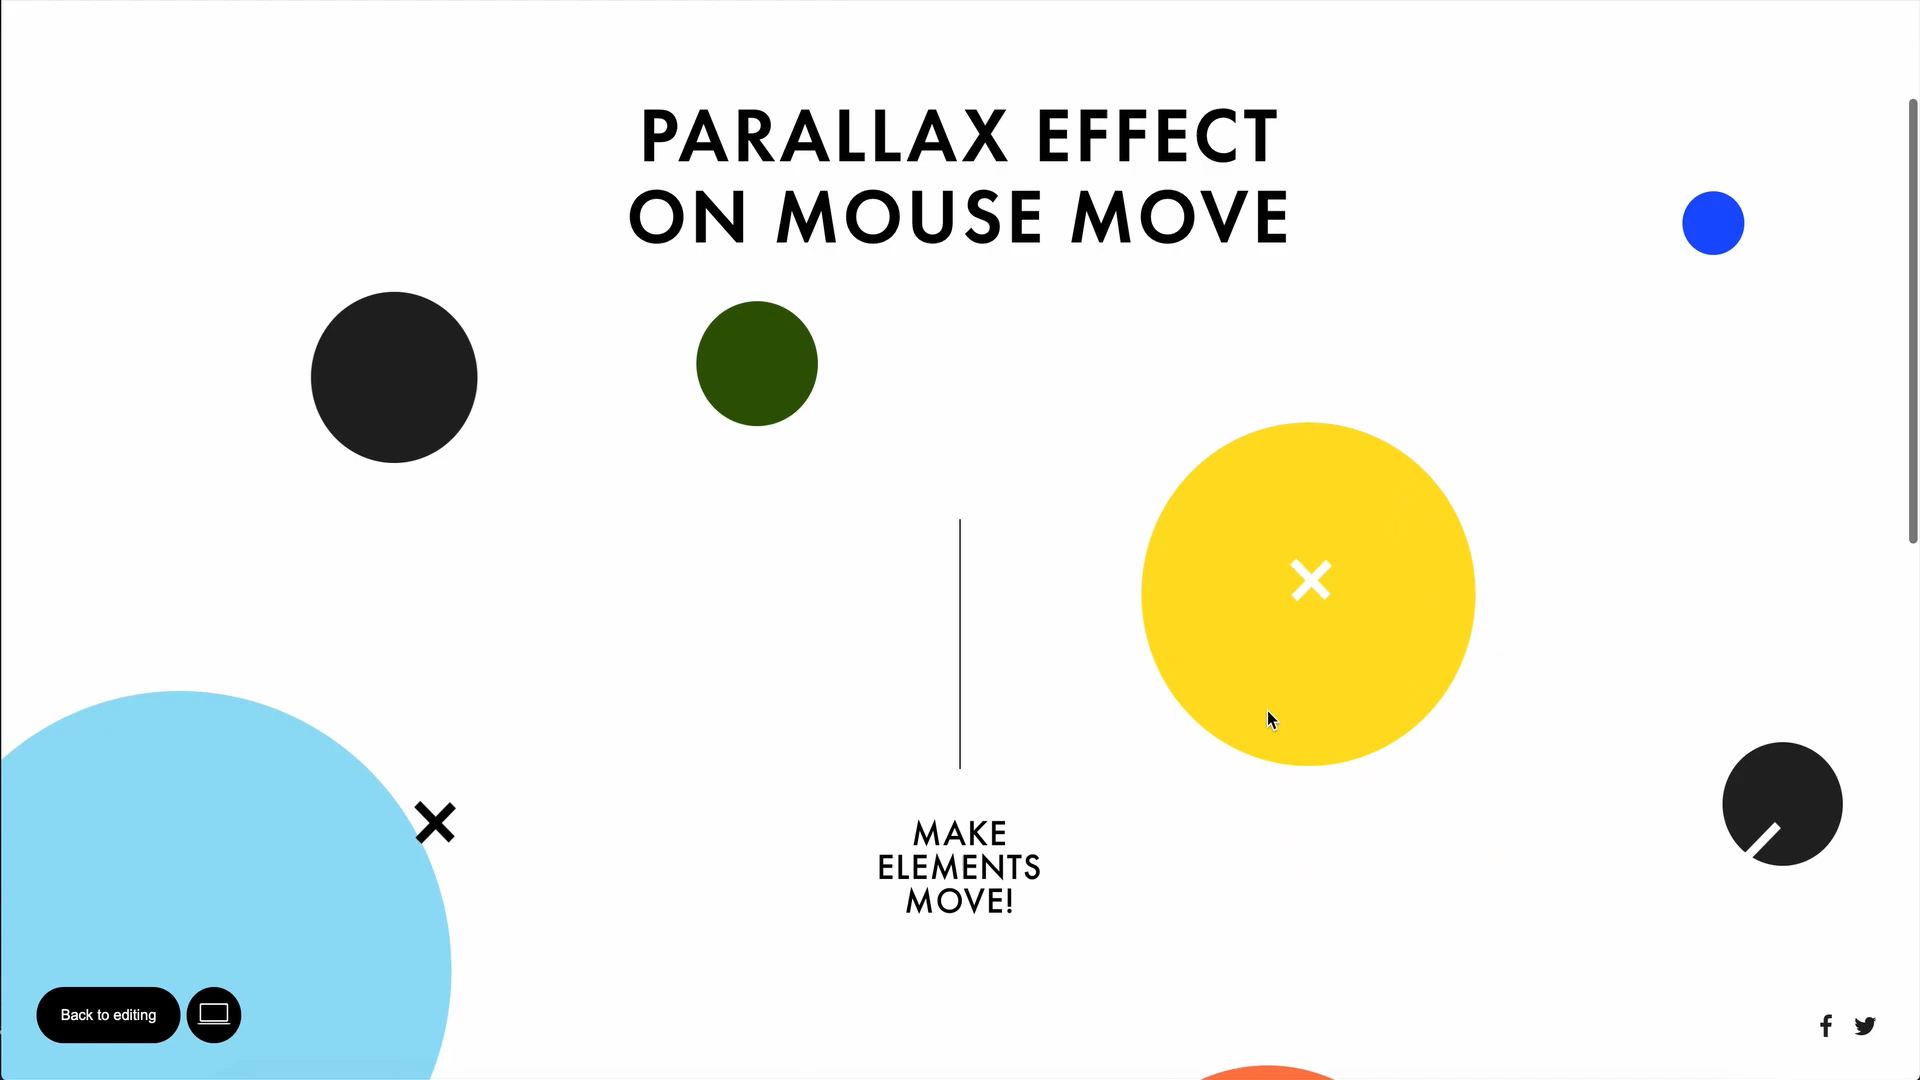 PARALLAX EFFECT
ON MOUSE MOVE
MAKE
ELEMENTS
MOVE!
Back to editing